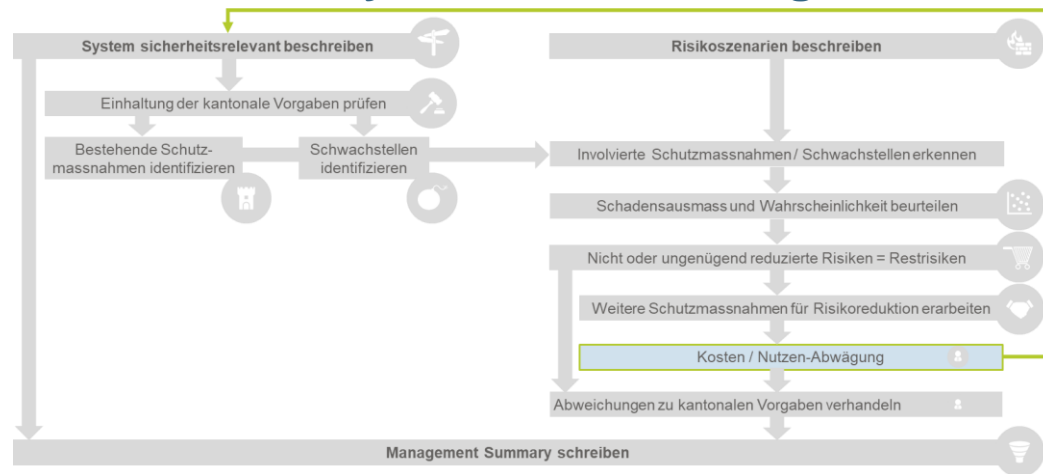 System sicherheitsrelevant beschreiben
Risikoszenarien beschreiben
Einhaltung der kantonale Vorgaben prüfen
Bestehende Schutz-
massnahmen identifizieren
Schwachstellen
identifizieren
Involvierte Schutzmassnahmen / Schwachstellen erkennen
Schadensausmass und Wahrscheinlichkeit beurteilen
Nicht oder ungenügend reduzierte Risiken = Restrisiken
Weitere Schutzmassnahmen für Risikoreduktion erarbeiten
Kosten / Nutzen-Abwägung
Abweichungen zu kantonalen Vorgaben verhandeln
Management Summary schreiben